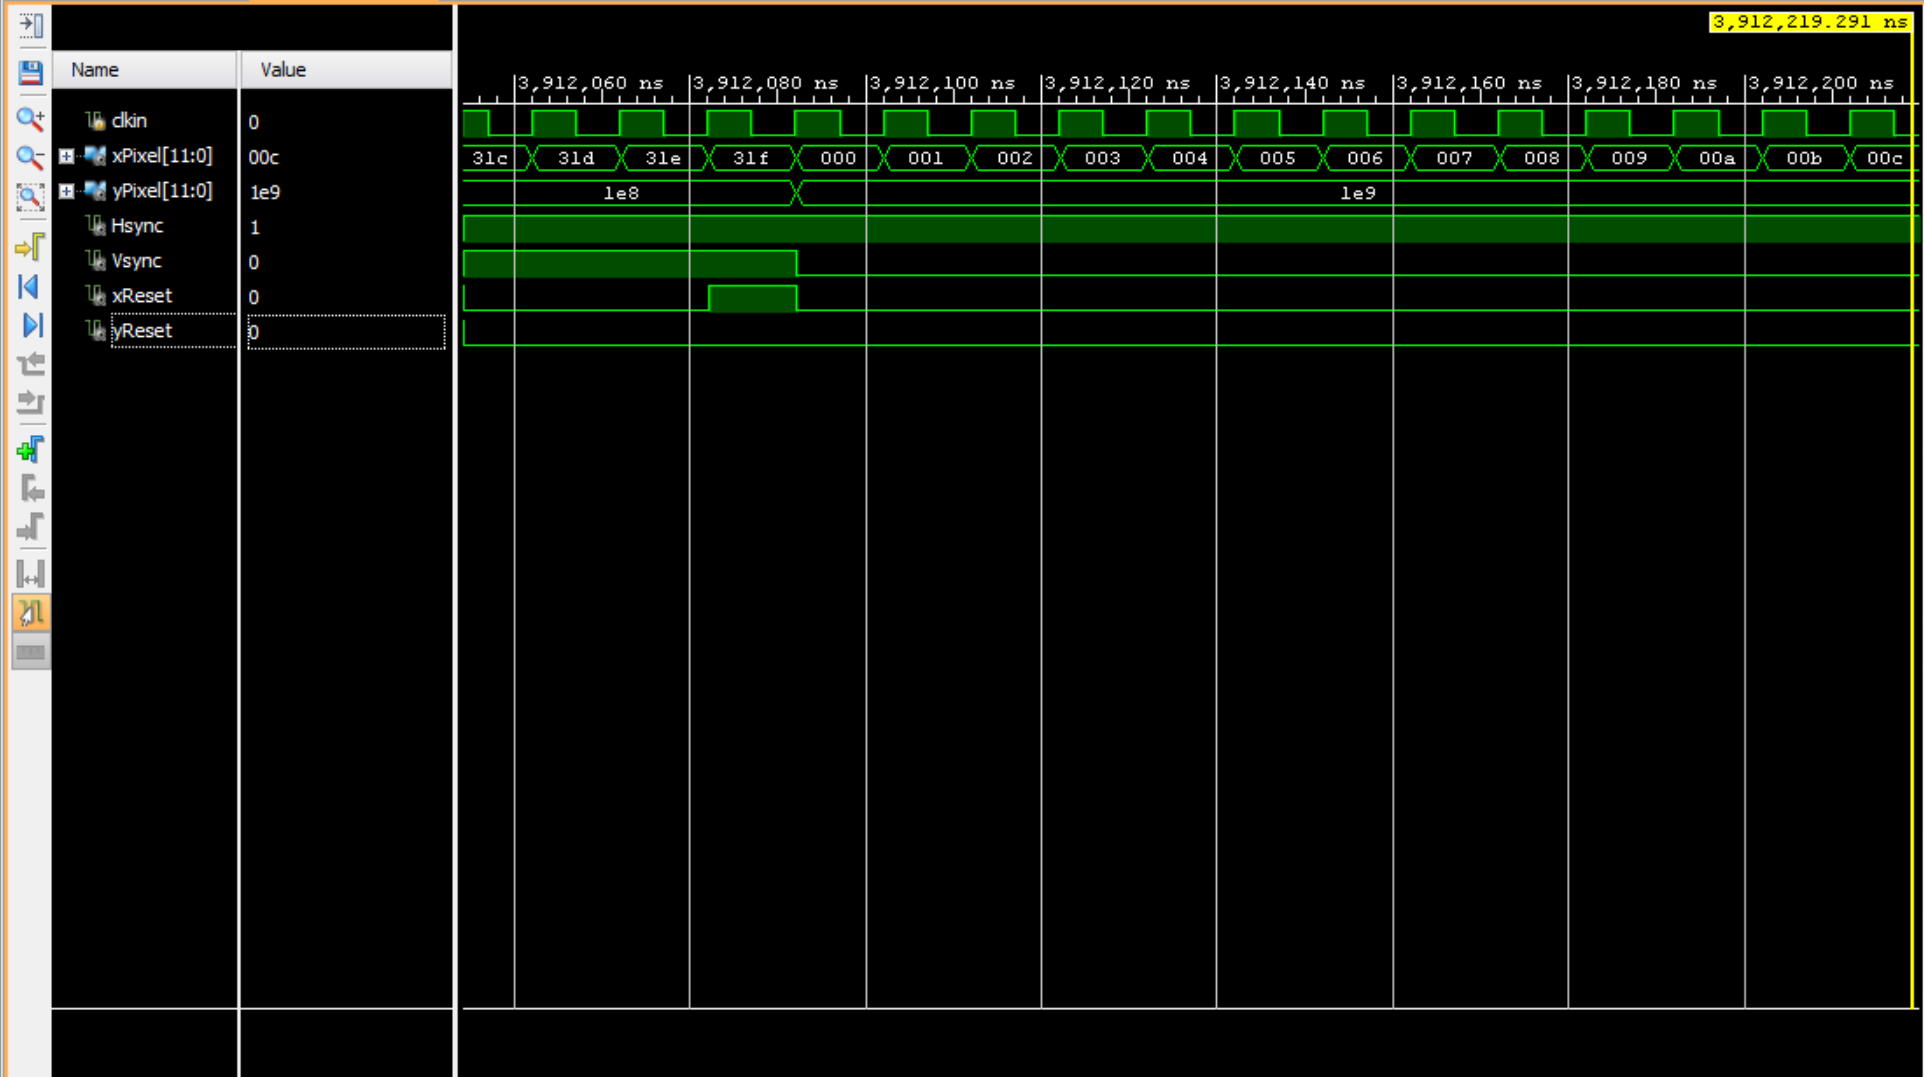 3,912,219.291 ns
Name Value
3,912,060 ns 3,912,080 ns 3,912,100 ns 3,912,120 ns 3,912,140 ns 3,912,160 ns 3,912,180 ns 3,912,200 ns
clkin 0
xPixel[11:0] 00c 31c 31d 31e 31f 000 001 002 003 004 005 006 007 008 009 00a 00b 00c
yPixel[11:0] 1e9 1e8 1e9
Hsync 1
Vsync 0
xReset 0
yReset 0